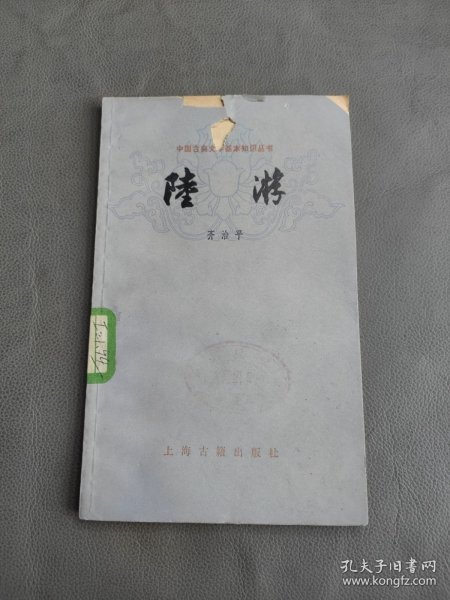 中国古典文学基本知识丛书
陸游
齐治平
上海古籍出版社
孔夫子旧书网
www.kongfz.com